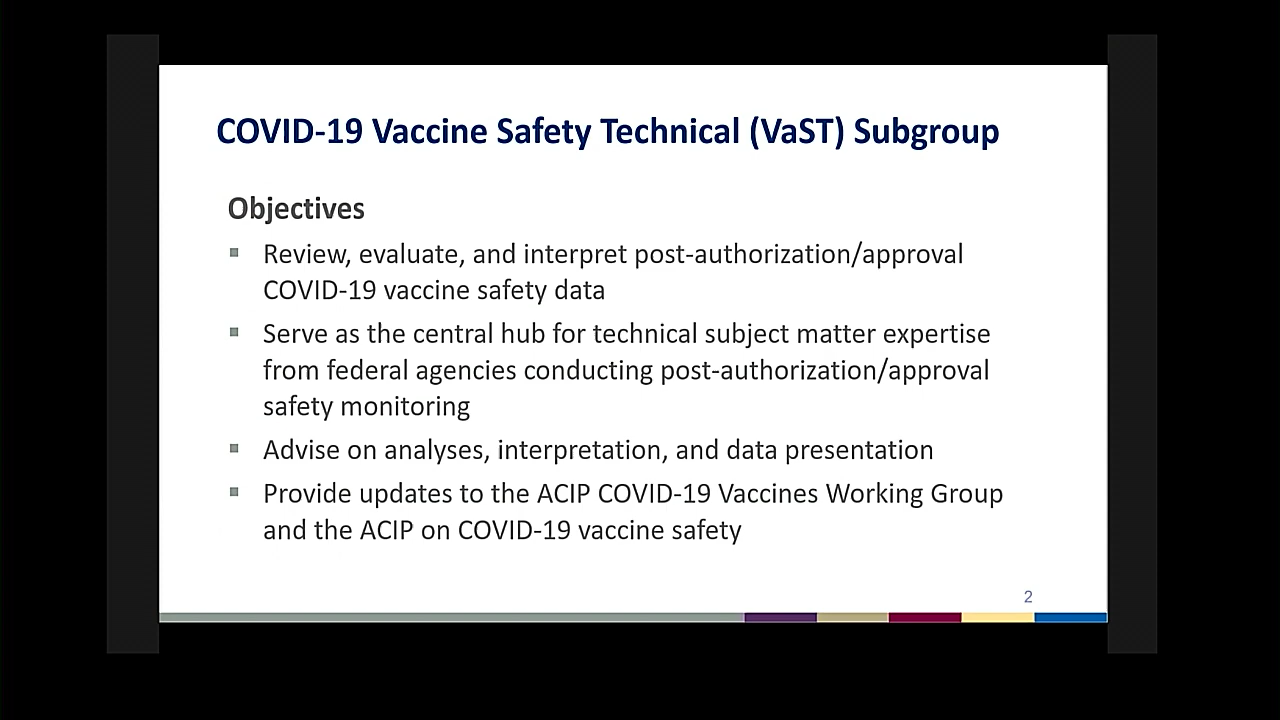 COVID-19 Vaccine Safety Technical (VaST) Subgroup
Objectives
Review, evaluate, and interpret post-authorization/approval
COVID-19 vaccine safety data
Serve as the central hub for technical subject matter expertise
from federal agencies conducting post-authorization/approval
safety monitoring
Advise on analyses, interpretation, and data presentation
Provide updates to the ACIP COVID-19 Vaccines Working Group
and the ACIP on COVID-19 vaccine safety
2